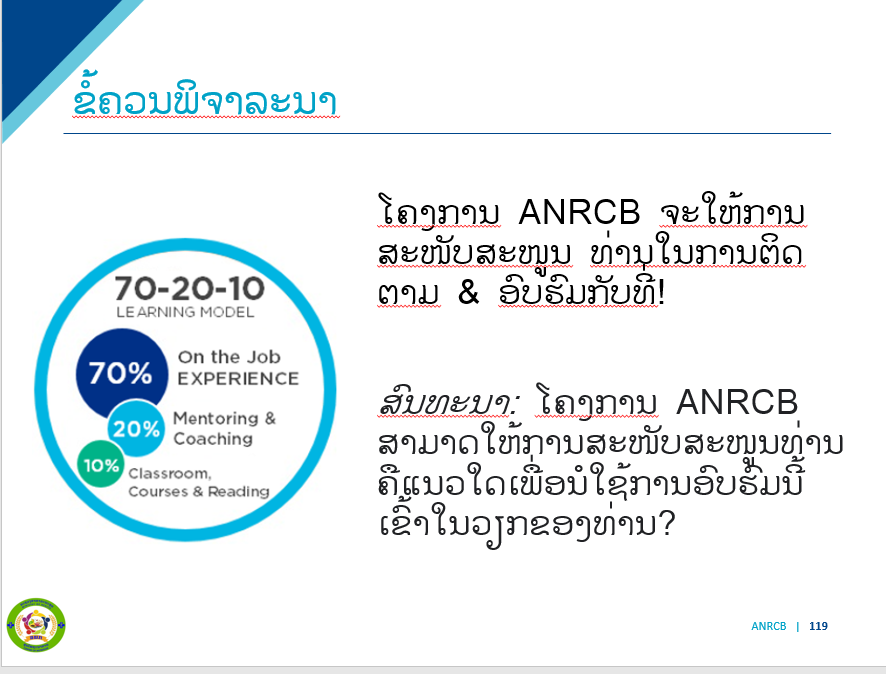 ຂໍ້ຄວນພິຈາລະນາ
ໂຄງການ ANRCB ຈະໃຫ້ການ
ສະໜັບສະໜູນ ທ່ານໃນການຕິດ
ຕາມ & ອົບຮົມກັບທີ່!
70-20-10
LEARNING MODEL
70%
On the Job
EXPERIENCE
20%
Mentoring &
Coaching
10%
Classroom,
Courses & Reading
ສົນທະນາ: ໂຄງການ ANRCB
ສາມາດໃຫ້ການສະໜັບສະໜູນທ່ານ
ຄືແນວໃດເພື່ອນໍໃຊ້ການອົບຮົມນີ້
ເຂົ້າໃນວຽກຂອງທ່ານ?
ANRCB | 119